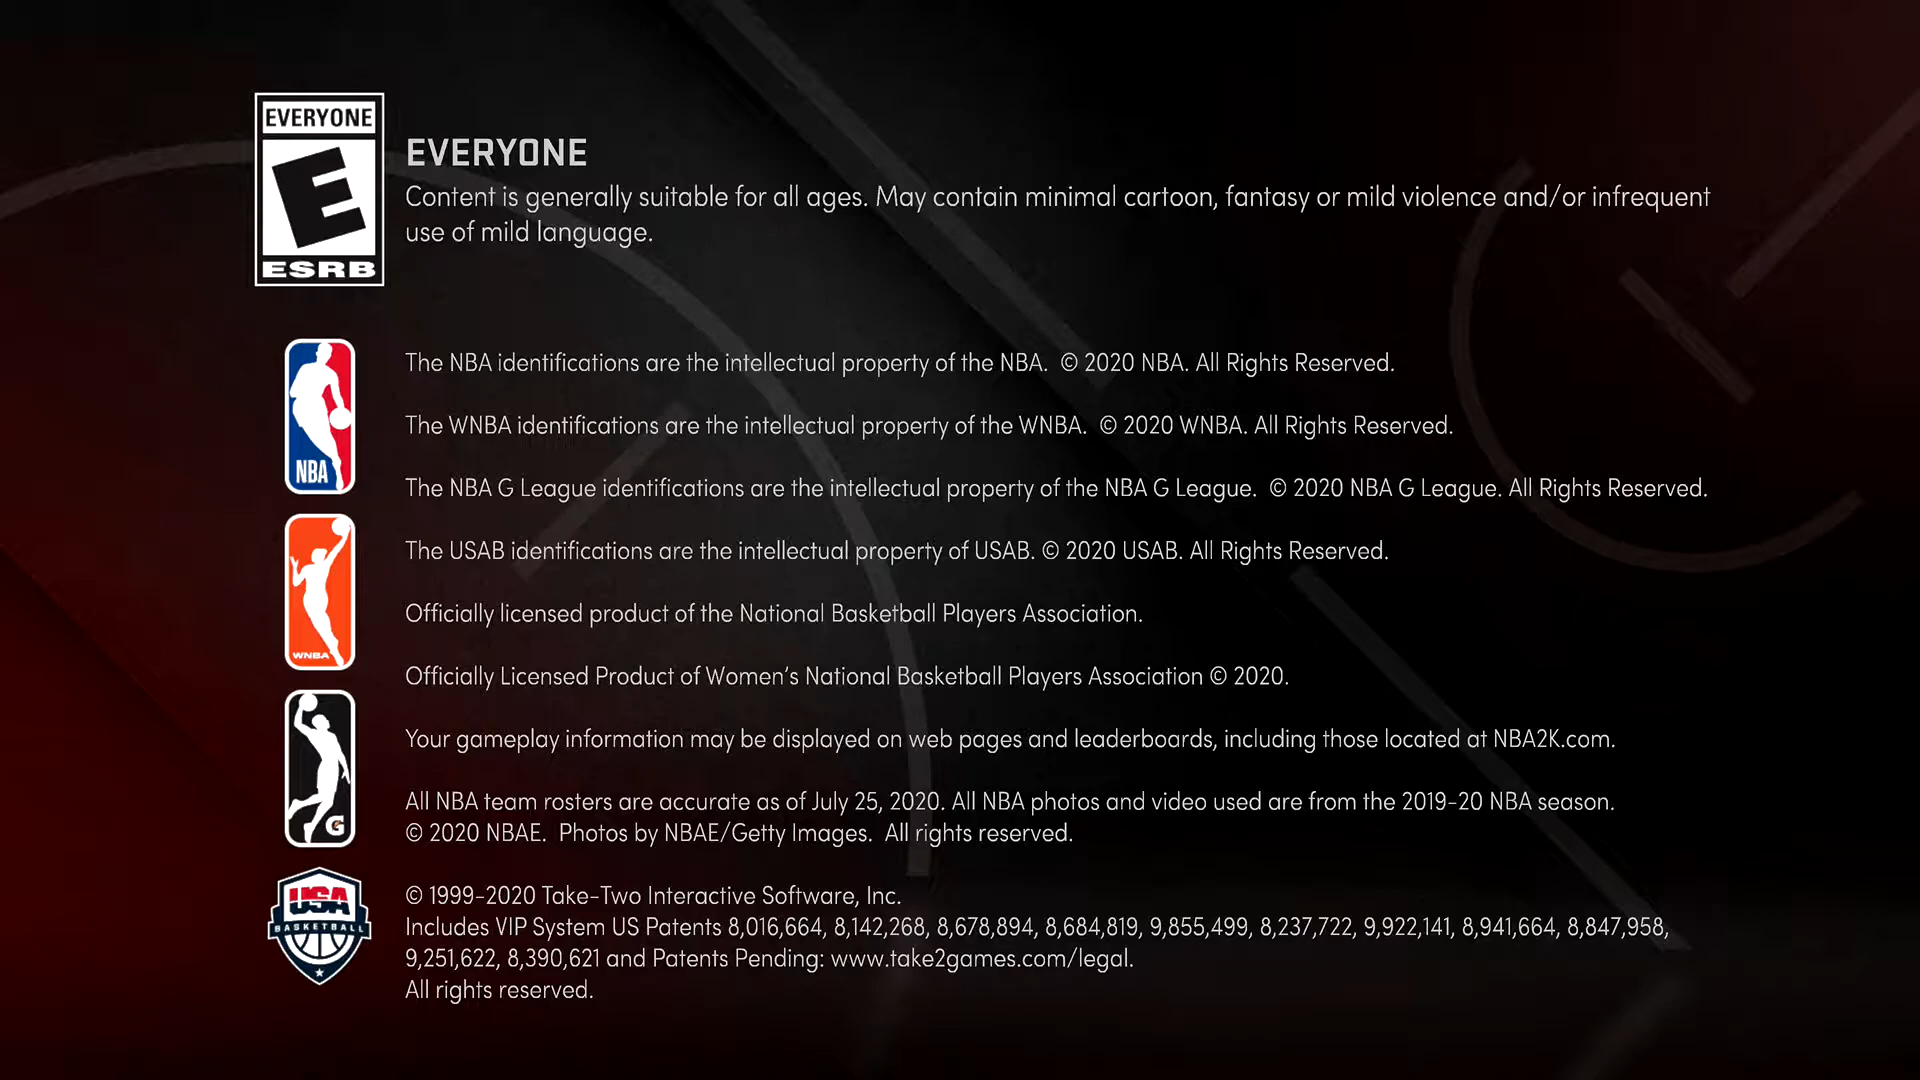 EVERYONE
E
ESRB
EVERYONE
Content is generally suitable for all ages. May contain minimal cartoon, fantasy or mild violence and/or infrequent
use of mild language.
NBA
The NBA identifications are the intellectual property of the NBA.  © 2020 NBA. All Rights Reserved.
The WNBA identifications are the intellectual property of the WNBA.  © 2020 WNBA. All Rights Reserved.
The NBA G League identifications are the intellectual property of the NBA G League.  © 2020 NBA G League. All Rights Reserved.
WNBA
The USAB identifications are the intellectual property of USAB. © 2020 USAB. All Rights Reserved.
Officially licensed product of the National Basketball Players Association.
Officially Licensed Product of Women’s National Basketball Players Association © 2020.
G
Your gameplay information may be displayed on web pages and leaderboards, including those located at NBA2K.com.
All NBA team rosters are accurate as of July 25, 2020. All NBA photos and video used are from the 2019-20 NBA season.
© 2020 NBAE.  Photos by NBAE/Getty Images.  All rights reserved.
USA
BASKETBALL
© 1999-2020 Take-Two Interactive Software, Inc.
Includes VIP System US Patents 8,016,664, 8,142,268, 8,678,894, 8,684,819, 9,855,499, 8,237,722, 9,922,141, 8,941,664, 8,847,958,
9,251,622, 8,390,621 and Patents Pending: www.take2games.com/legal.
All rights reserved.